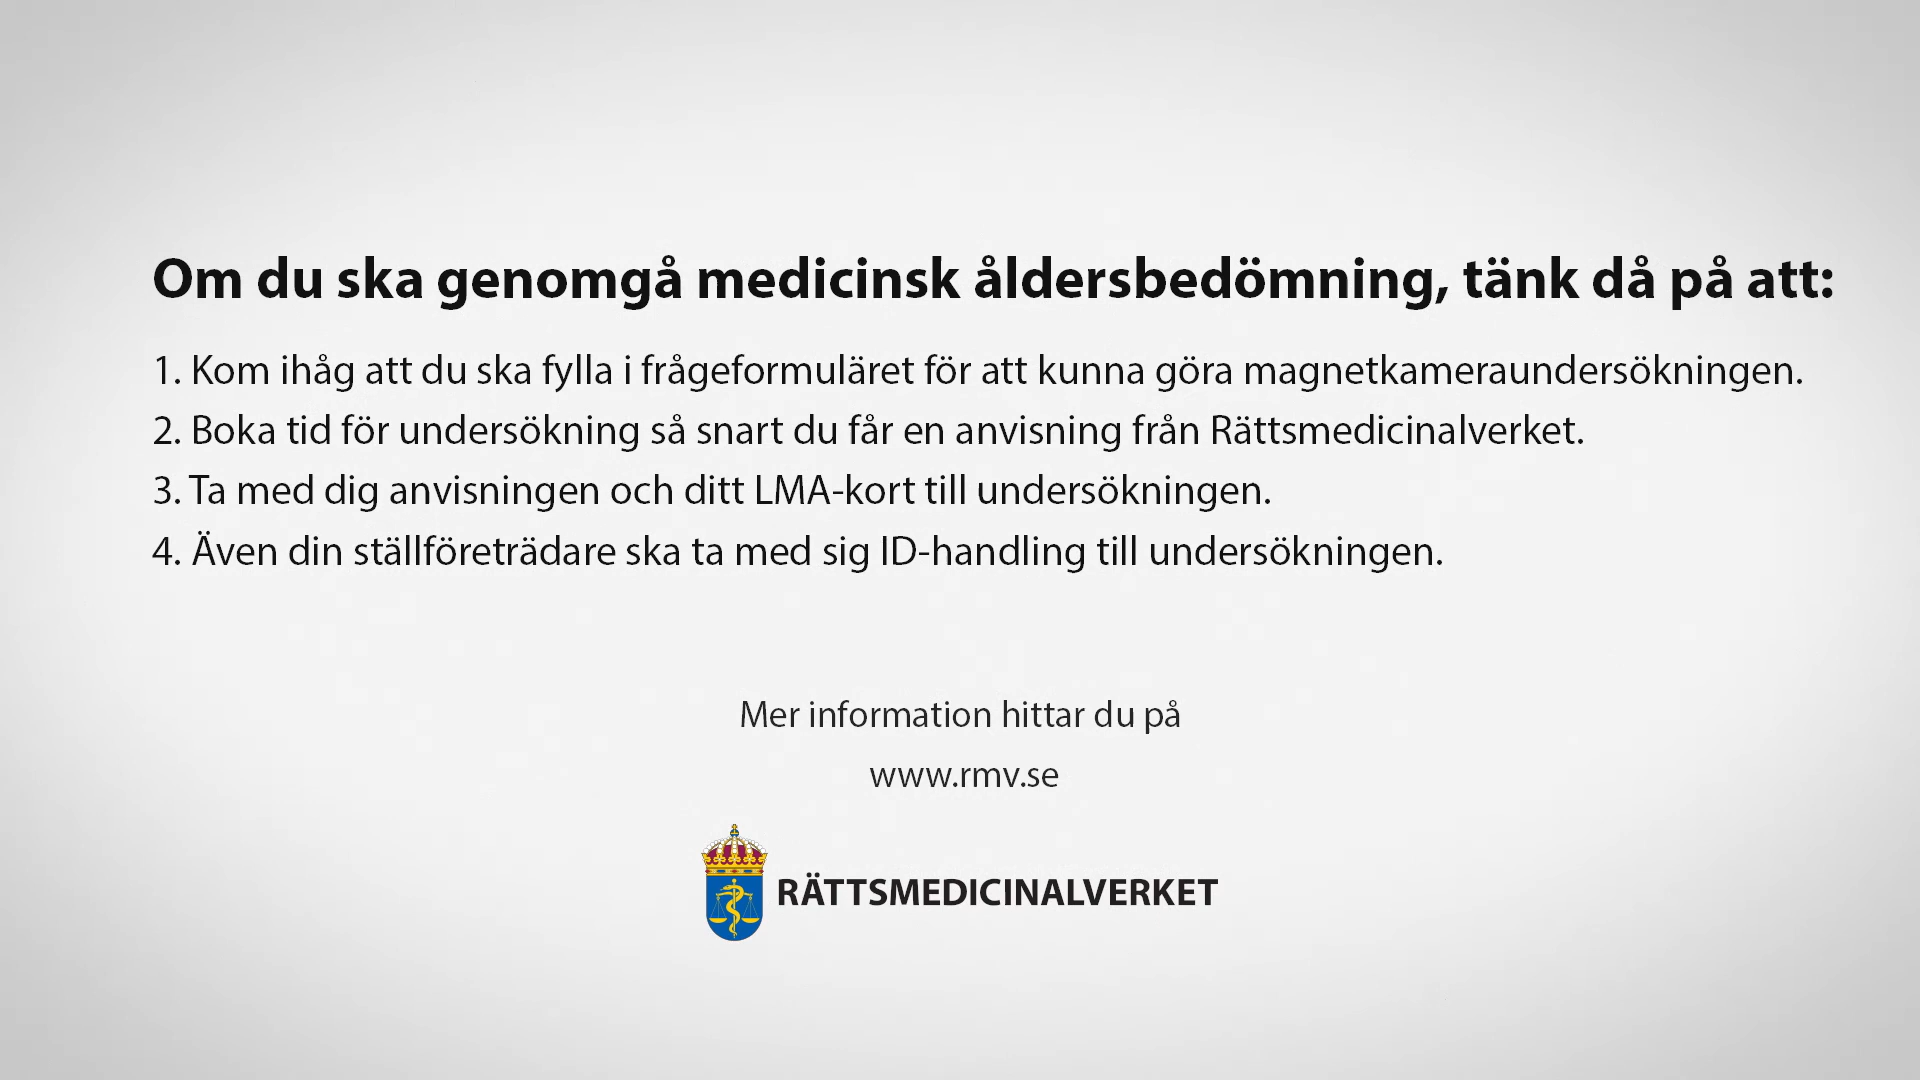 Om du ska genomgå medicinsk åldersbedömning, tänk då på att:
1. Kom ihåg att du ska fylla i frågeformuläret för att kunna göra magnetkameraundersökningen.
2. Boka tid för undersökning så snart du får en anvisning från Rättsmedicinalverket.
3. Ta med dig anvisningen och ditt LMA-kort till undersökningen.
4. Även din ställföreträdare ska ta med sig ID-handling till undersökningen.
Mer information hittar du på
www.rmv.se
RÄTTSMEDICINALVERKET